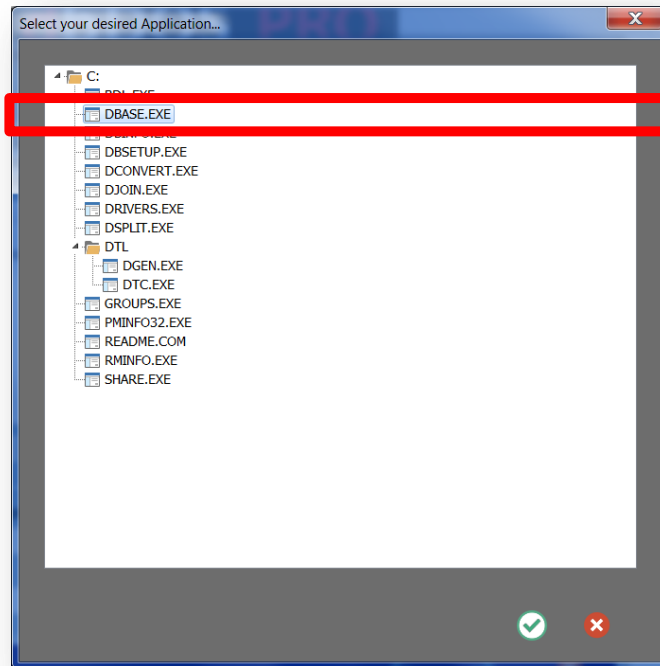 Select your desired Application...
C:
DBASE.EXE
DBSETUP.EXE
DCONVERT.EXE
DJOIN.EXE
DRIVERS.EXE
DSPLIT.EXE
DTL
DGEN.EXE
DTC.EXE
GROUPS.EXE
PMINFO32.EXE
README.COM
RMINFO.EXE
SHARE.EXE